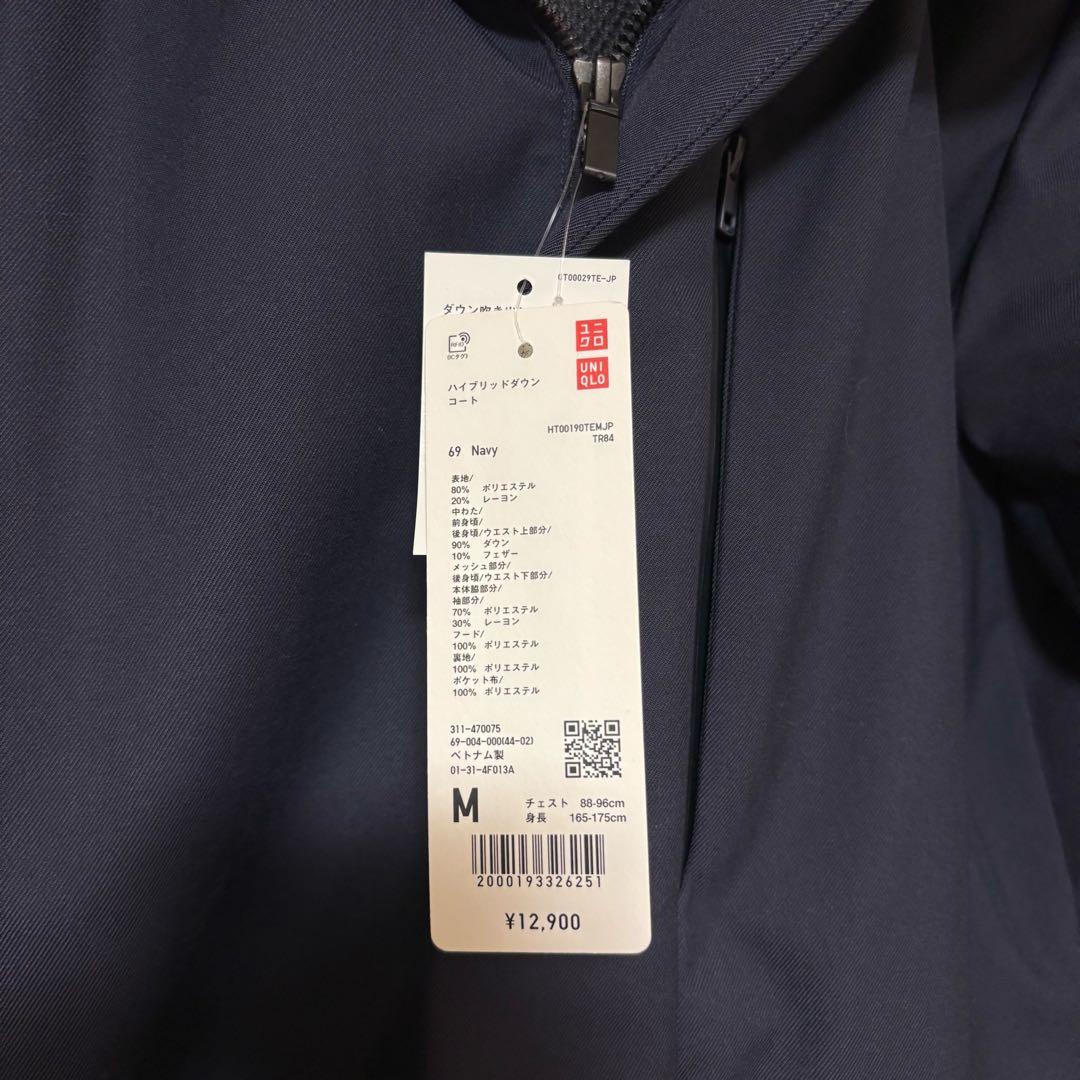 CT00029TE-JP
ダウン吹き
RFID
(ICタグ)
ユニ
クロ
UNI
QLO
ハイブリッドダウン
コート
HT00190TEMJP
TR84
69 Navy
表地/
80% ポリエステル
20% レーヨン
中わた/
前身頃/
後身頃/ウエスト上部分/
90% ダウン
10% フェザー
メッシュ部分/
後身頃/ウエスト下部分/
本体脇部分/
袖部分/
70% ポリエステル
30% レーヨン
フード/
100% ポリエステル
裏地/
100% ポリエステル
ポケット布/
100% ポリエステル
311-470075
69-004-000(44-02)
ベトナム製
01-31-4F013A
M チェスト 88-96cm
身長 165-175cm
2000193326251
¥12,900